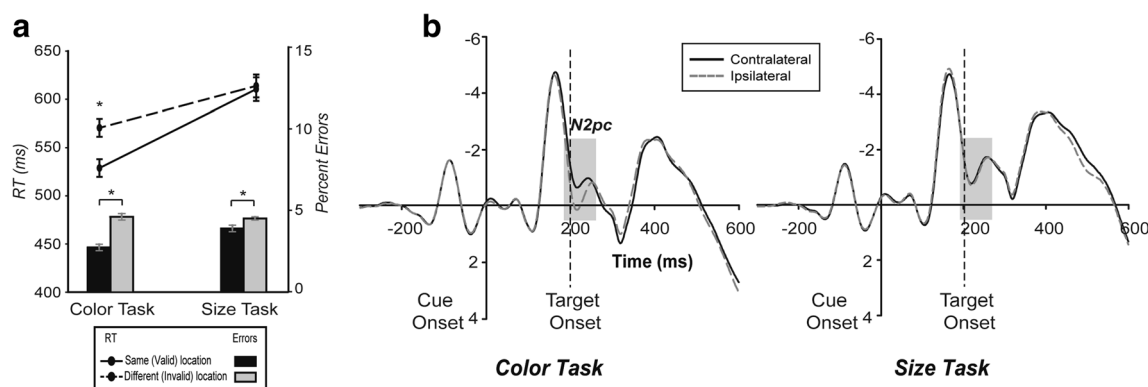 a
650
600
550
500
450
400
RT (ms)
15
10
5
0
Percent Errors
*
*
*
Color Task
Size Task
RT
Errors
Same (Valid) location
Different (Invalid) location
b
-6
-4
-2
2
4
-200
200
400
600
N2pc
Time (ms)
Cue
Onset
Target
Onset
Color Task
Contralateral
Ipsilateral
-6
-4
-2
2
4
-200
200
400
600
Cue
Onset
Target
Onset
Size Task